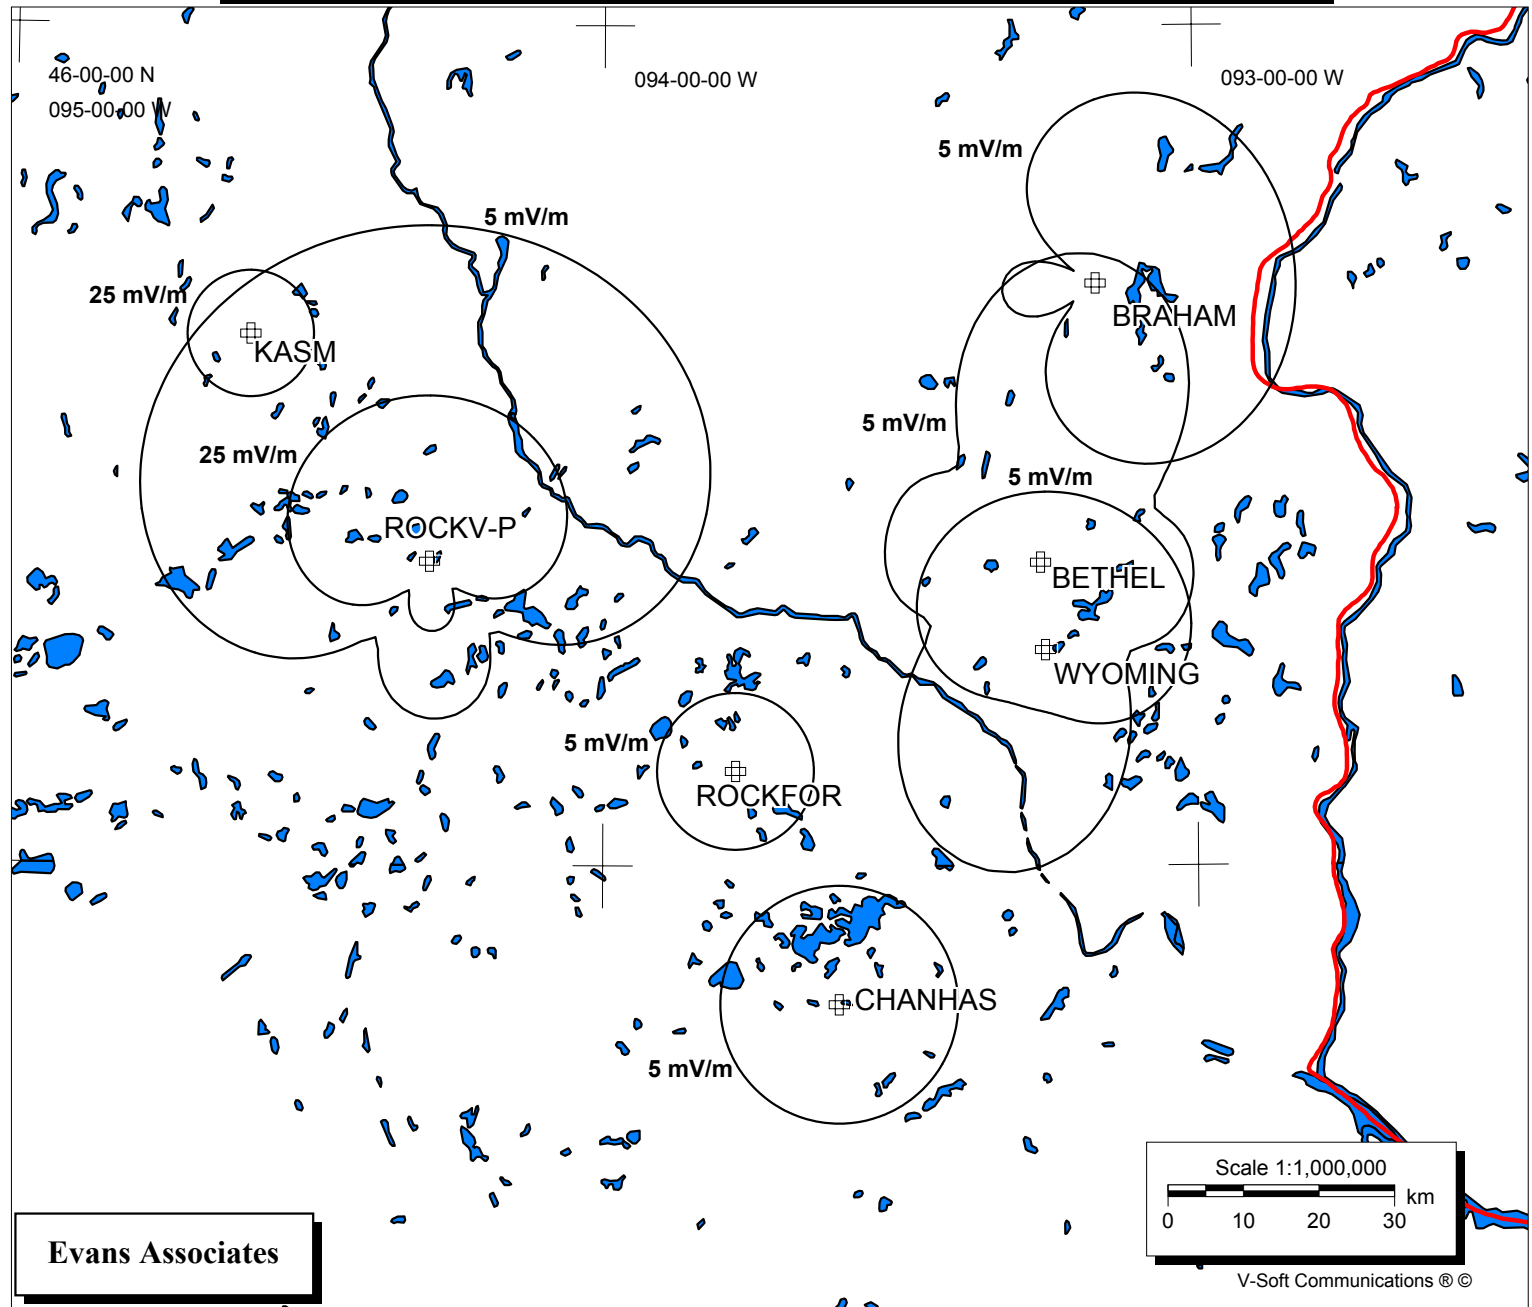 46-00-00 N
095-00-00 W
094-00-00 W
093-00-00 W
5 mV/m
5 mV/m
25 mV/m
KASM
BRAHAM
5 mV/m
25 mV/m
5 mV/m
ROCKV-P
BETHEL
WYOMING
5 mV/m
ROCKFOR
CHANHAS
5 mV/m
Scale 1:1,000,000
km
0 10 20 30
Evans Associates
V-Soft Communications ® ©